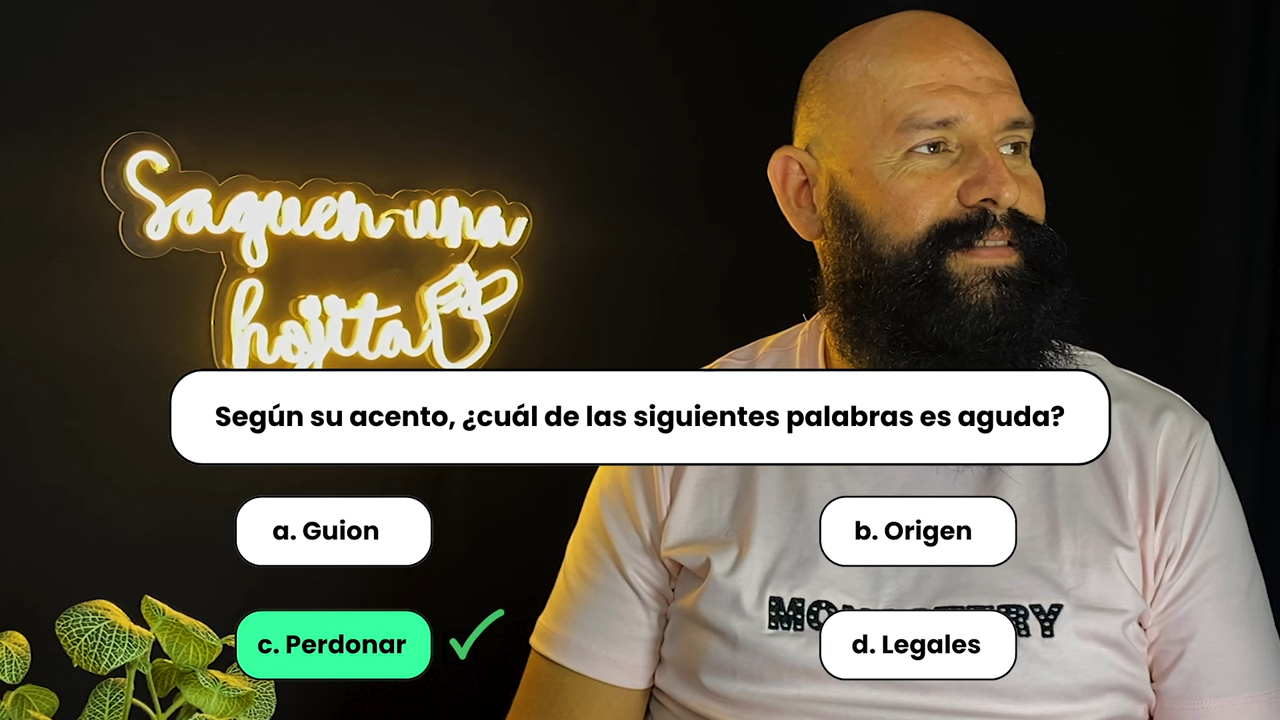 Saquen una
hojita
Según su acento, ¿cuál de las siguientes palabras es aguda?
a. Guion
b. Origen
c. Perdonar
d. Legales